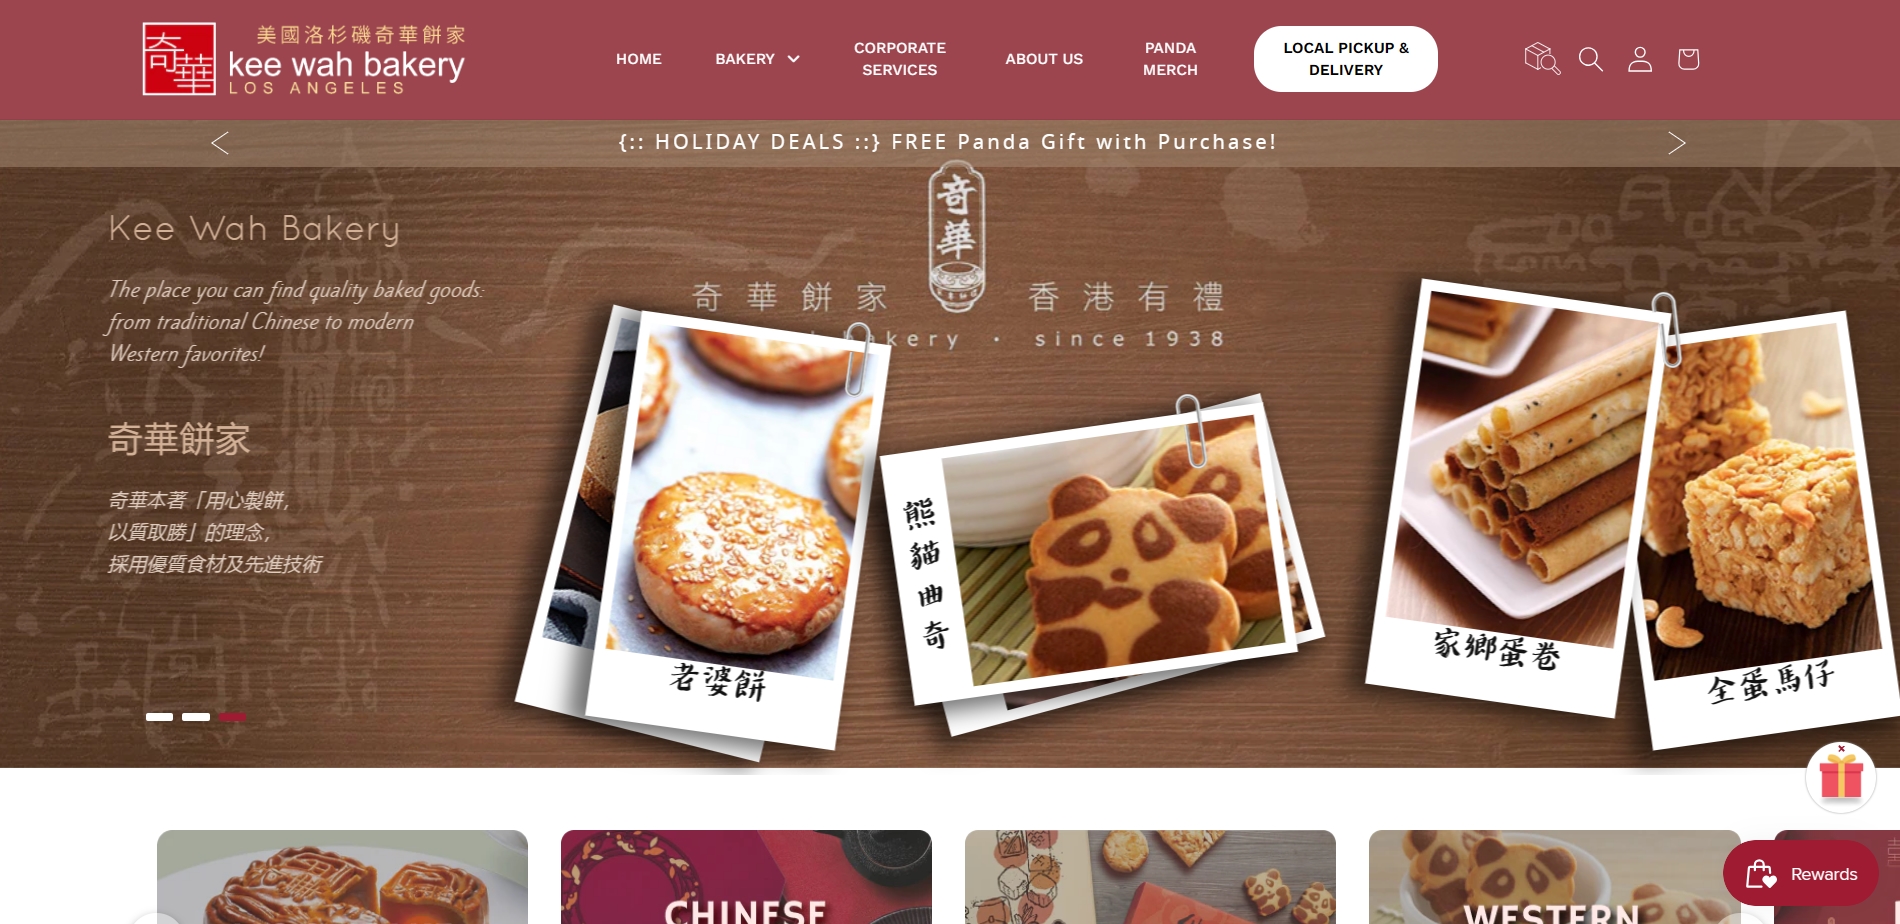 美國洛杉磯奇華餅家
奇華
kee wah bakery
LOS ANGELES
HOME
BAKERY
CORPORATE
SERVICES
ABOUT US
PANDA
MERCH
LOCAL PICKUP &
DELIVERY
{:: HOLIDAY DEALS ::} FREE Panda Gift with Purchase!
奇華
奇華餅家 香港有禮
bakery · since 1938
Kee Wah Bakery
The place you can find quality baked goods:
from traditional Chinese to modern
Western favorites!
奇華餅家
奇華本著「用心製餅,
以質取勝」的理念,
採用優質食材及先進技術
老婆餅
熊貓曲奇
家鄉蛋卷
全蛋馬仔
CHINESE
WESTERN
Rewards